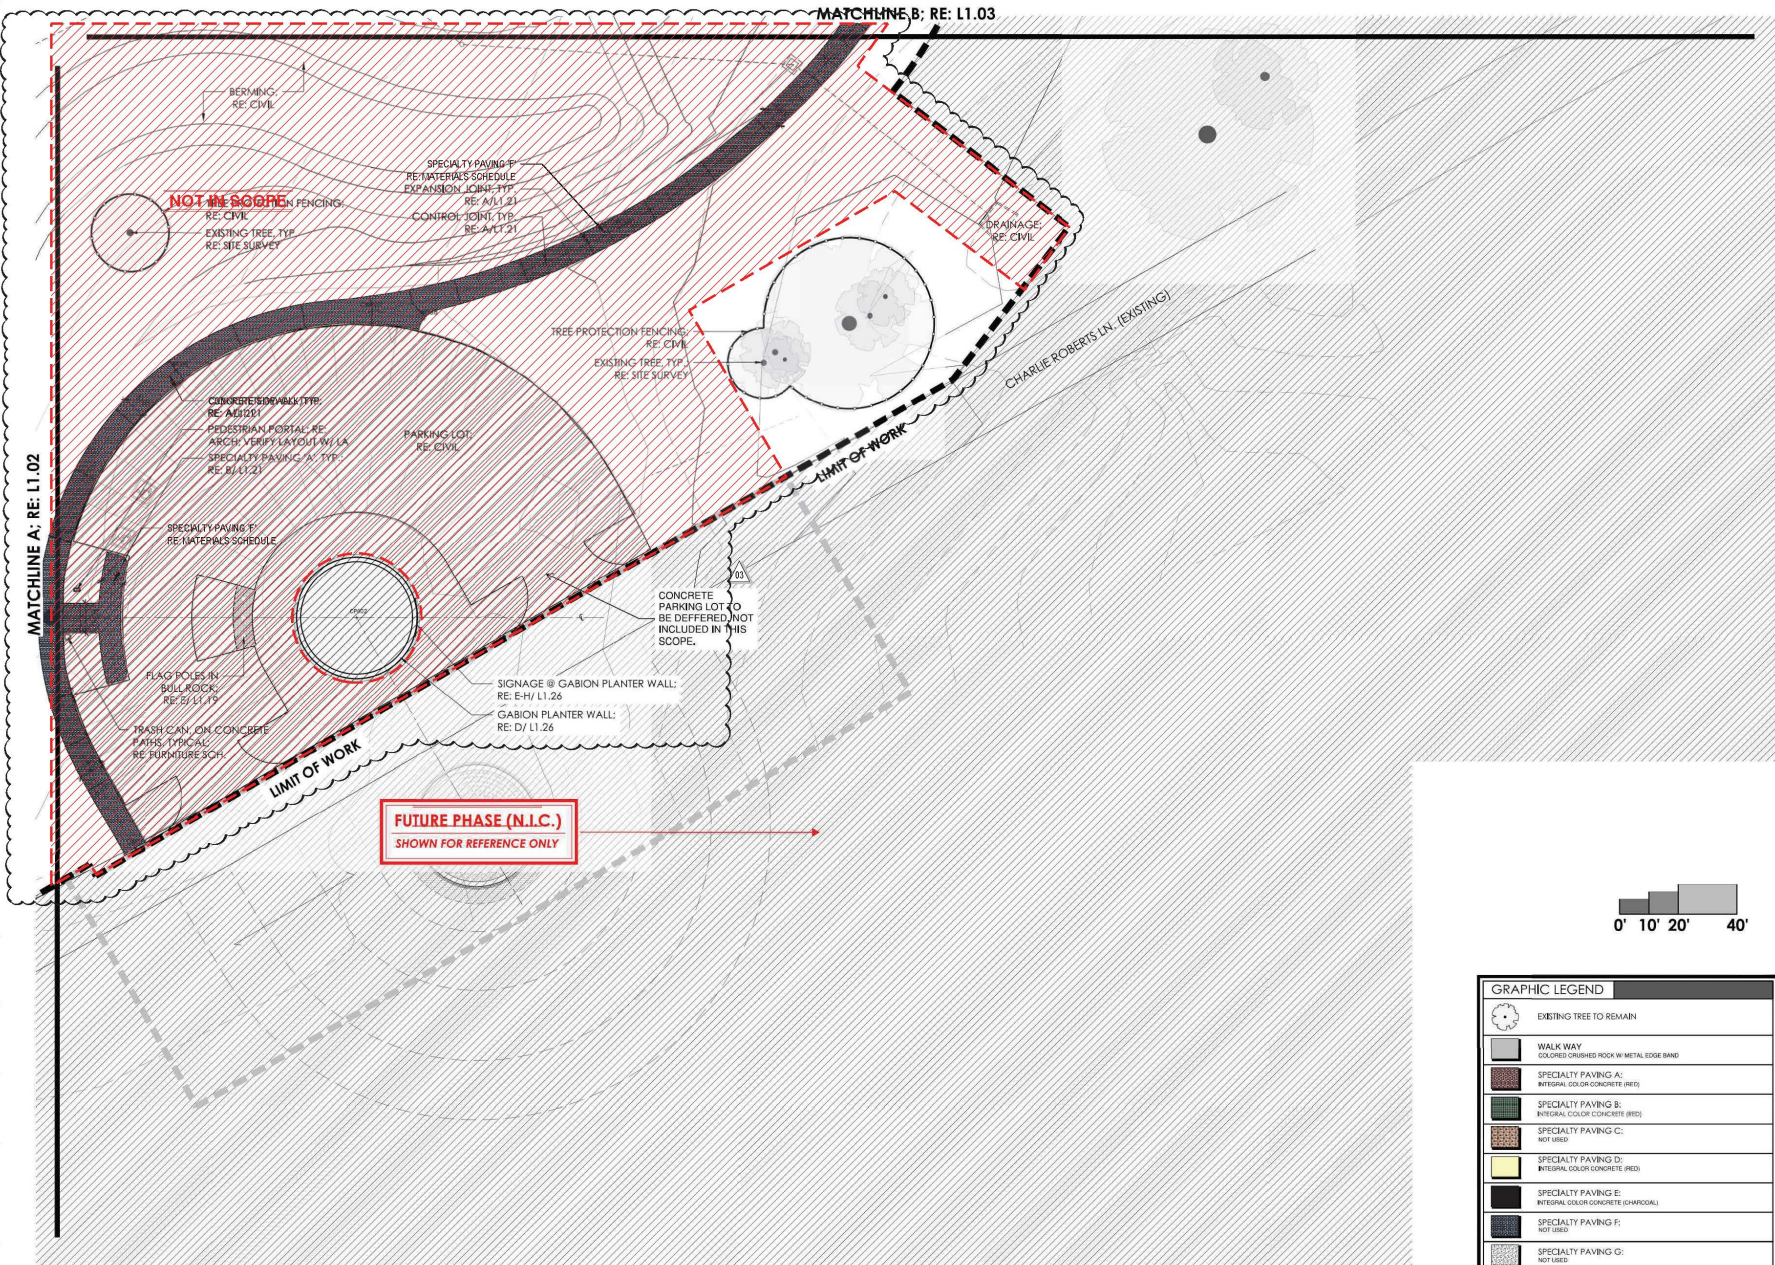 MATCHLINE B; RE: L1.03
BERMING;
RE: CIVIL
SPECIALTY PAVING 'F'
RE: MATERIALS SCHEDULE
EXPANSION JOINT, TYP.
RE: A/L1.21
CONTROL JOINT, TYP.
RE: A/L1.21
NOT IN SCOPE
TREE PROTECTION FENCING;
RE: CIVIL
EXISTING TREE, TYP.
RE: SITE SURVEY
DRAINAGE;
RE: CIVIL
TREE PROTECTION FENCING;
RE: CIVIL
EXISTING TREE, TYP.;
RE: SITE SURVEY
CHARLIE ROBERTS LN. (EXISTING)
PEDESTRIAN PORTAL; RE:
ARCH; VERIFY LAYOUT W/ LA
SPECIALTY PAVING 'A', TYP.;
RE: B/ L1.21
PARKING LOT;
RE: CIVIL
LIMIT OF WORK
MATCHLINE A; RE: L1.02
SPECIALTY PAVING 'F'
RE: MATERIALS SCHEDULE
03
CONCRETE
PARKING LOT TO
BE DEFFERED, NOT
INCLUDED IN THIS
SCOPE.
FLAG POLES IN
BULL ROCK;
RE: E/ L1.19
SIGNAGE @ GABION PLANTER WALL;
RE: E-H/ L1.26
GABION PLANTER WALL;
RE: D/ L1.26
TRASH CAN, ON CONCRETE
PATHS, TYPICAL;
RE: FURNITURE SCH.
LIMIT OF WORK
FUTURE PHASE (N.I.C.)
SHOWN FOR REFERENCE ONLY
0' 10' 20' 40'
GRAPHIC LEGEND
EXISTING TREE TO REMAIN
WALK WAY
COLORED CRUSHED ROCK W/ METAL EDGE BAND
SPECIALTY PAVING A:
INTEGRAL COLOR CONCRETE (RED)
SPECIALTY PAVING B:
INTEGRAL COLOR CONCRETE (RED)
SPECIALTY PAVING C:
NOT USED
SPECIALTY PAVING D:
INTEGRAL COLOR CONCRETE (RED)
SPECIALTY PAVING E:
INTEGRAL COLOR CONCRETE (CHARCOAL)
SPECIALTY PAVING F:
NOT USED
SPECIALTY PAVING G:
NOT USED